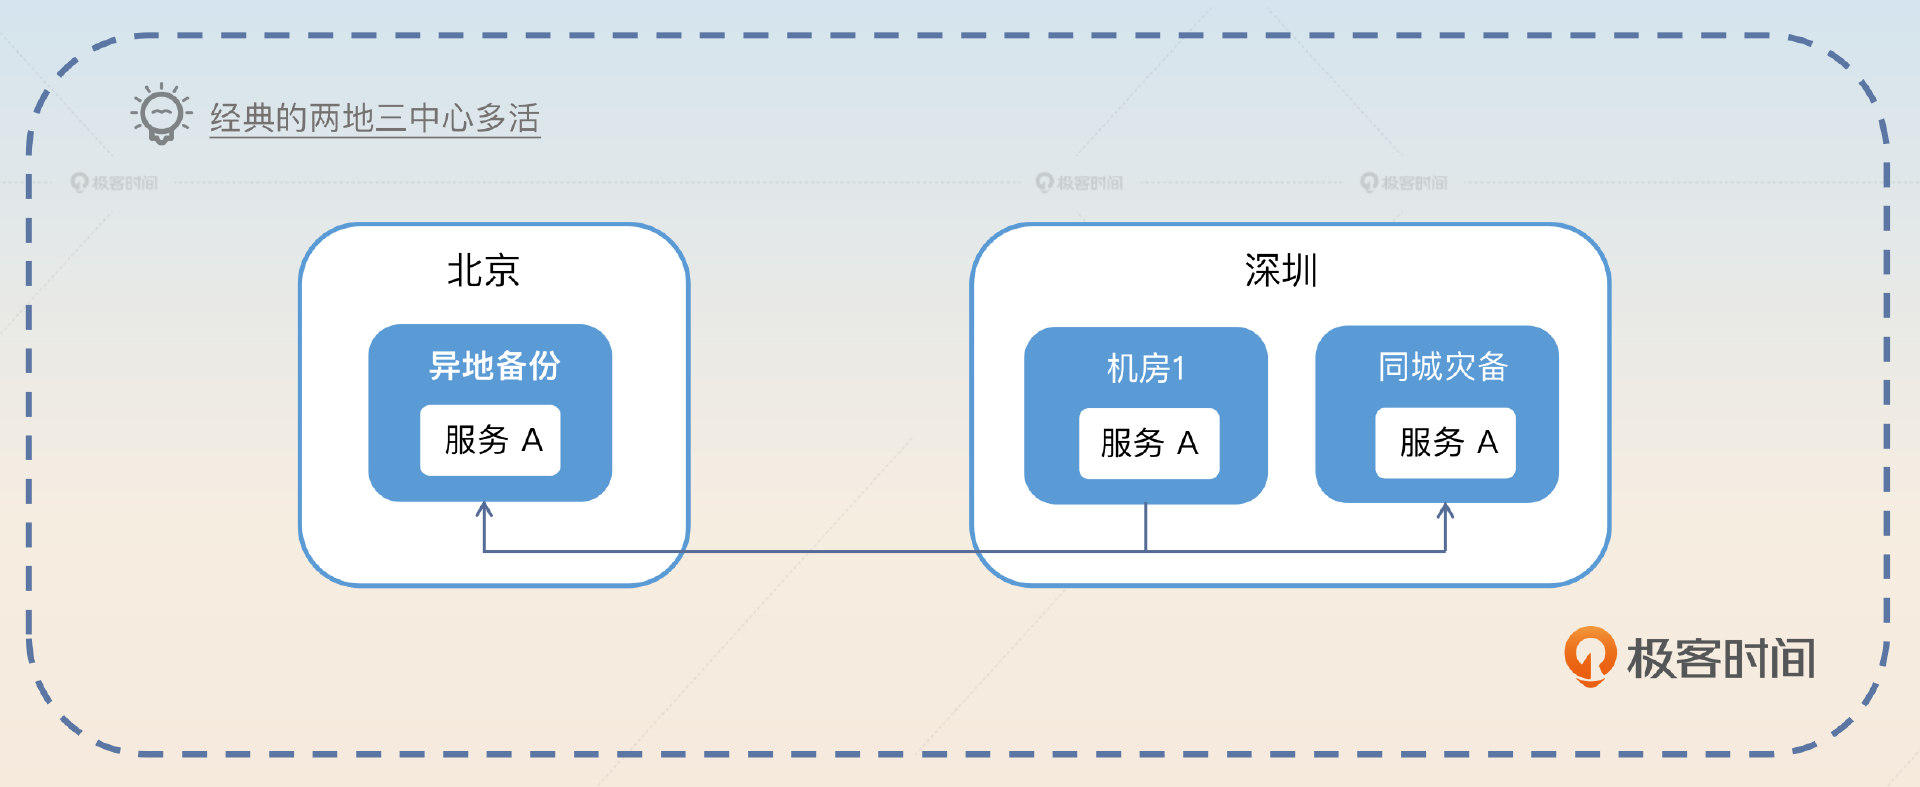 经典的两地三中心多活
极客时间
极客时间
极客时间
北京
深圳
异地备份
机房1
同城灾备
服务 A
服务 A
服务 A
极客时间